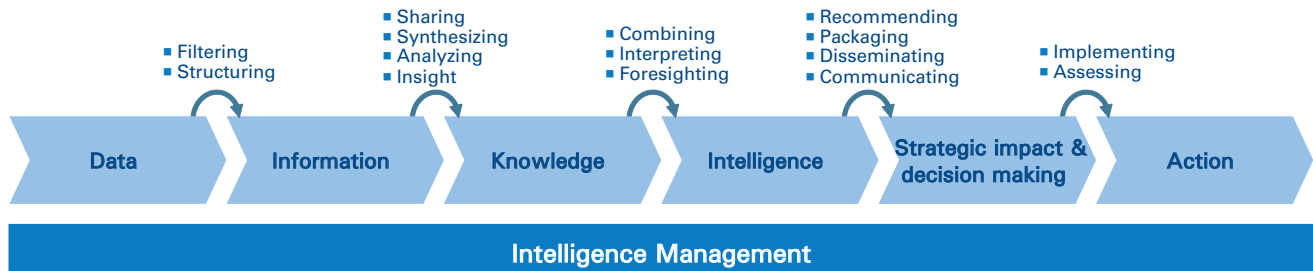 ■ Filtering
■ Structuring
■ Sharing
■ Synthesizing
■ Analyzing
■ Insight
■ Combining
■ Interpreting
■ Foresighting
■ Recommending
■ Packaging
■ Disseminating
■ Communicating
■ Implementing
■ Assessing
Data
Information
Knowledge
Intelligence
Strategic impact &
decision making
Action
Intelligence Management